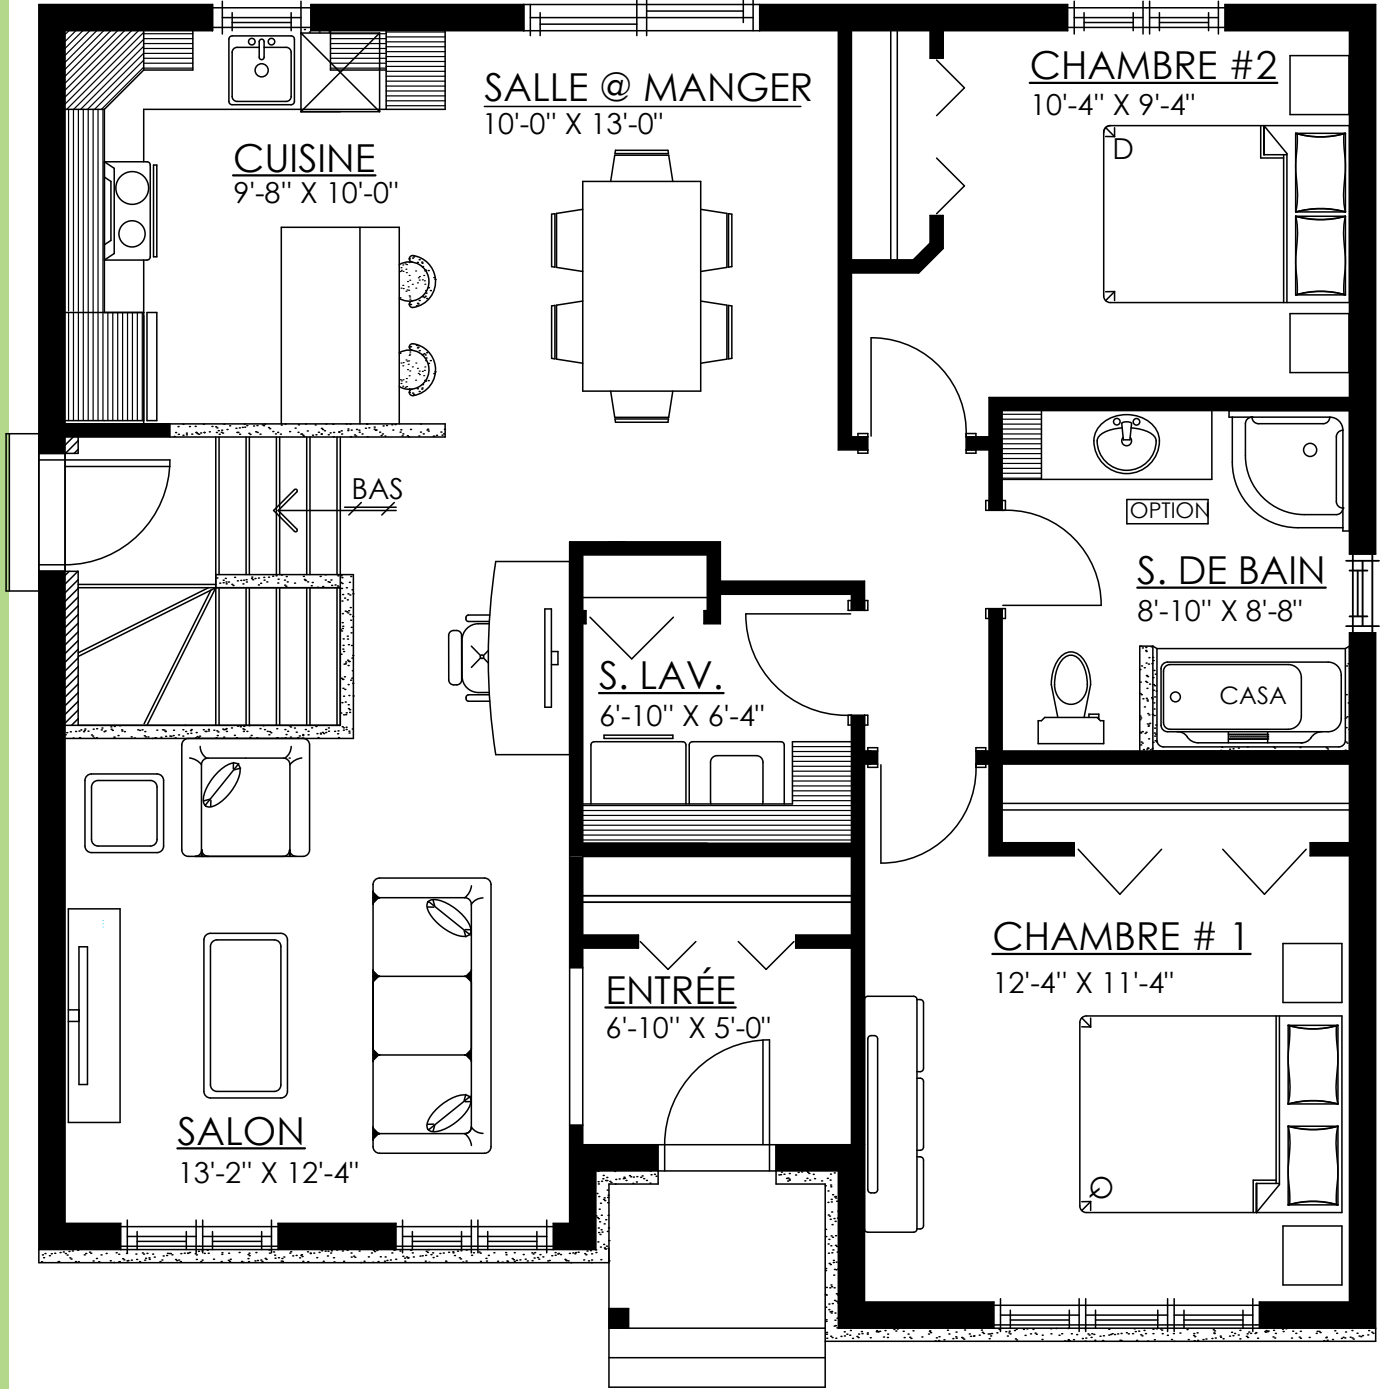 SALLE @ MANGER
10'-0" X 13'-0"
CHAMBRE #2
10'-4" X 9'-4"
D
CUISINE
9'-8" X 10'-0"
BAS
OPTION
S. DE BAIN
8'-10" X 8'-8"
CASA
S. LAV.
6'-10" X 6'-4"
CHAMBRE # 1
12'-4" X 11'-4"
ENTRÉE
6'-10" X 5'-0"
SALON
13'-2" X 12'-4"
Q